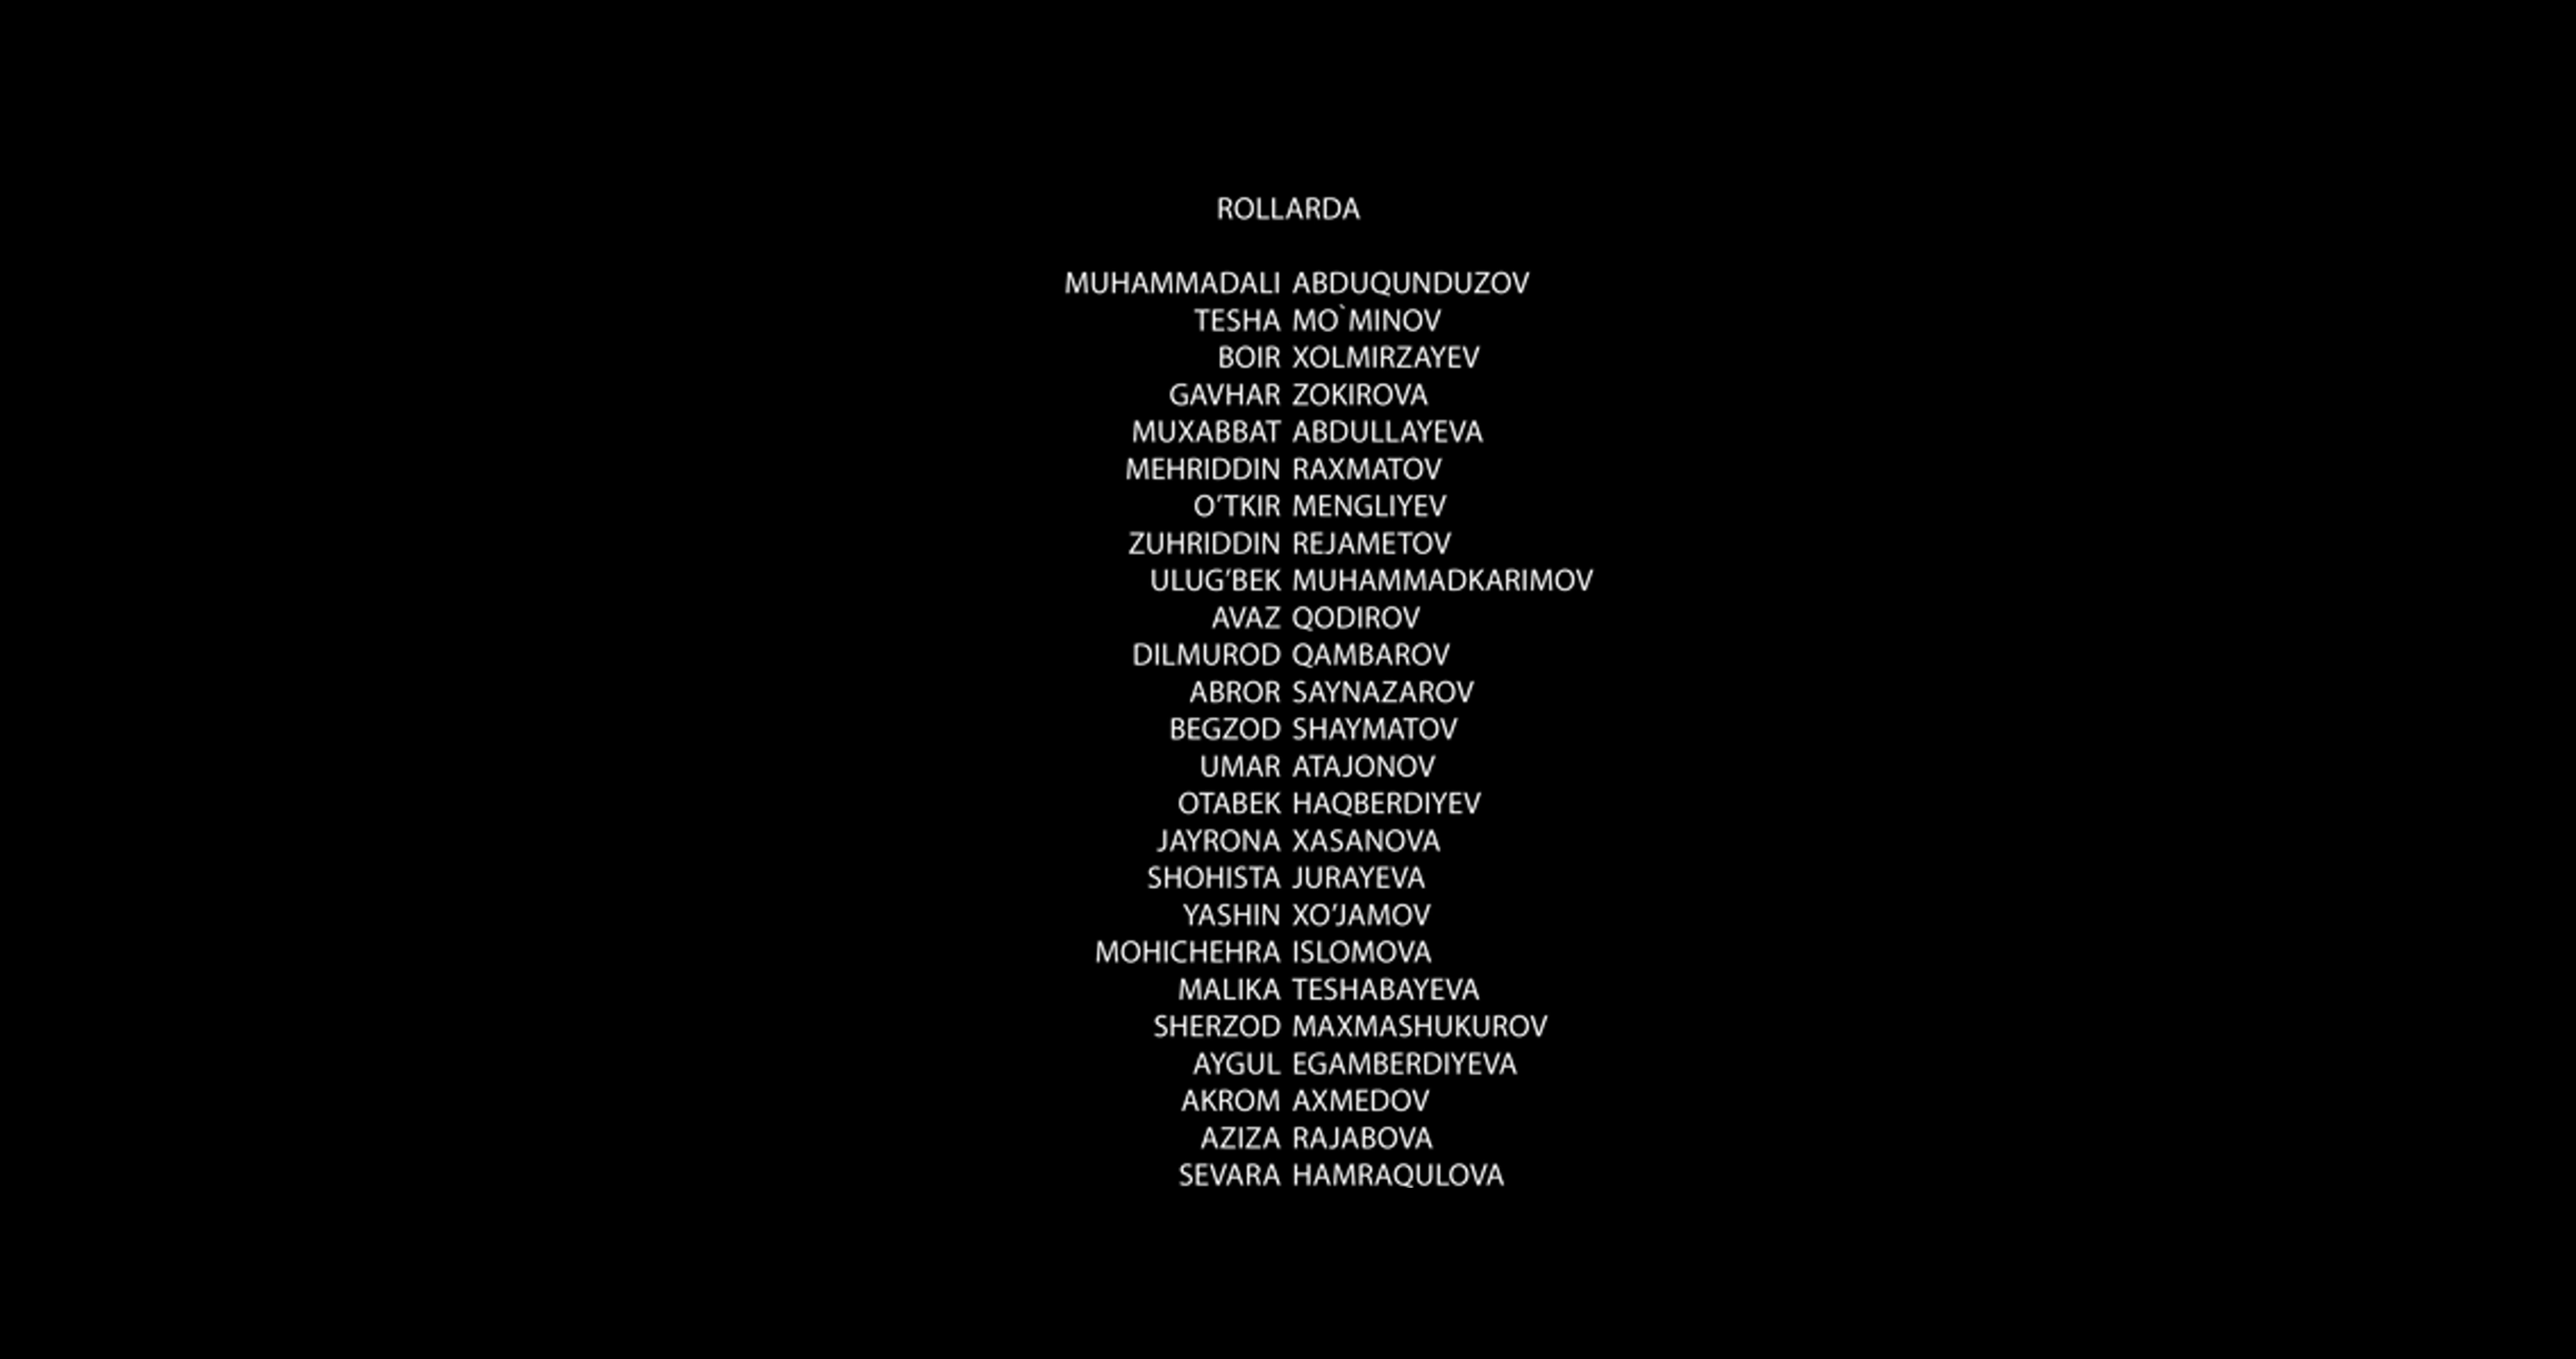 ROLLARDA
MUHAMMADALI ABDUQUNDUZOV
TESHA MO`MINOV
BOIR XOLMIRZAYEV
GAVHAR ZOKIROVA
MUXABBAT ABDULLAYEVA
MEHRIDDIN RAXMATOV
O’TKIR MENGLIYEV
ZUHRIDDIN REJAMETOV
ULUG’BEK MUHAMMADKARIMOV
AVAZ QODIROV
DILMUROD QAMBAROV
ABROR SAYNAZAROV
BEGZOD SHAYMATOV
UMAR ATAJONOV
OTABEK HAQBERDIYEV
JAYRONA XASANOVA
SHOHISTA JURAYEVA
YASHIN XO’JAMOV
MOHICHEHRA ISLOMOVA
MALIKA TESHABAYEVA
SHERZOD MAXMASHUKUROV
AYGUL EGAMBERDIYEVA
AKROM AXMEDOV
AZIZA RAJABOVA
SEVARA HAMRAQULOVA